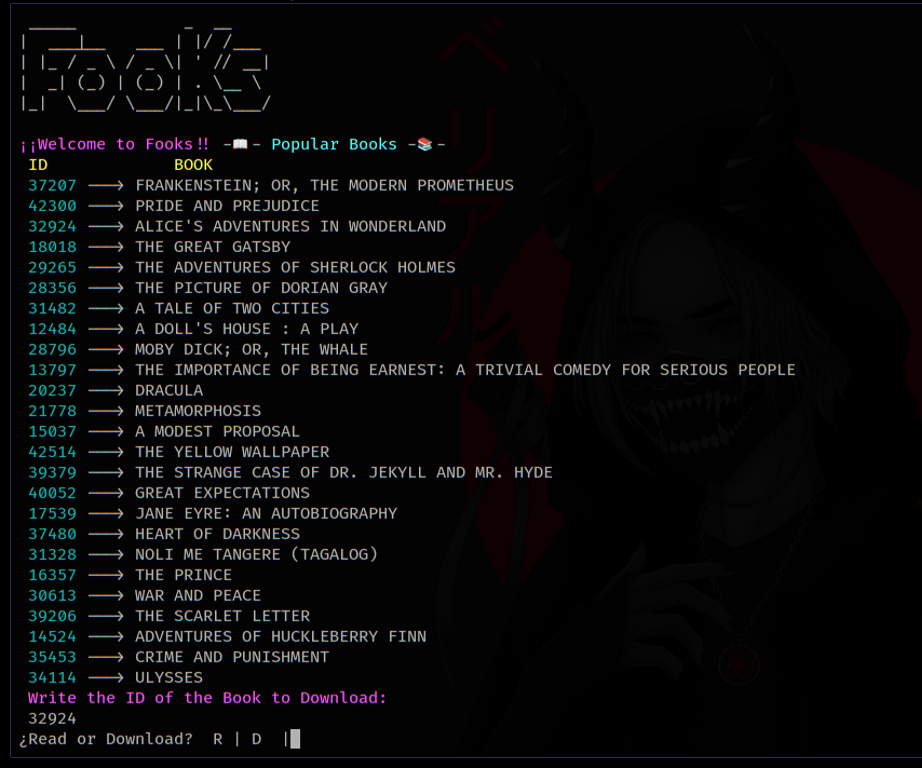 Fooks
¡¡Welcome to Fooks!! -📖- Popular Books -📚-
ID BOOK
37207 ───> FRANKENSTEIN; OR, THE MODERN PROMETHEUS
42300 ───> PRIDE AND PREJUDICE
32924 ───> ALICE'S ADVENTURES IN WONDERLAND
18018 ───> THE GREAT GATSBY
29265 ───> THE ADVENTURES OF SHERLOCK HOLMES
28356 ───> THE PICTURE OF DORIAN GRAY
31482 ───> A TALE OF TWO CITIES
12484 ───> A DOLL'S HOUSE : A PLAY
28796 ───> MOBY DICK; OR, THE WHALE
13797 ───> THE IMPORTANCE OF BEING EARNEST: A TRIVIAL COMEDY FOR SERIOUS PEOPLE
20237 ───> DRACULA
21778 ───> METAMORPHOSIS
15037 ───> A MODEST PROPOSAL
42514 ───> THE YELLOW WALLPAPER
39379 ───> THE STRANGE CASE OF DR. JEKYLL AND MR. HYDE
40052 ───> GREAT EXPECTATIONS
17539 ───> JANE EYRE: AN AUTOBIOGRAPHY
37480 ───> HEART OF DARKNESS
31328 ───> NOLI ME TANGERE (TAGALOG)
16357 ───> THE PRINCE
30613 ───> WAR AND PEACE
39206 ───> THE SCARLET LETTER
14524 ───> ADVENTURES OF HUCKLEBERRY FINN
35453 ───> CRIME AND PUNISHMENT
34114 ───> ULYSSES
Write the ID of the Book to Download:
32924
¿Read or Download? R | D |
ベリアル